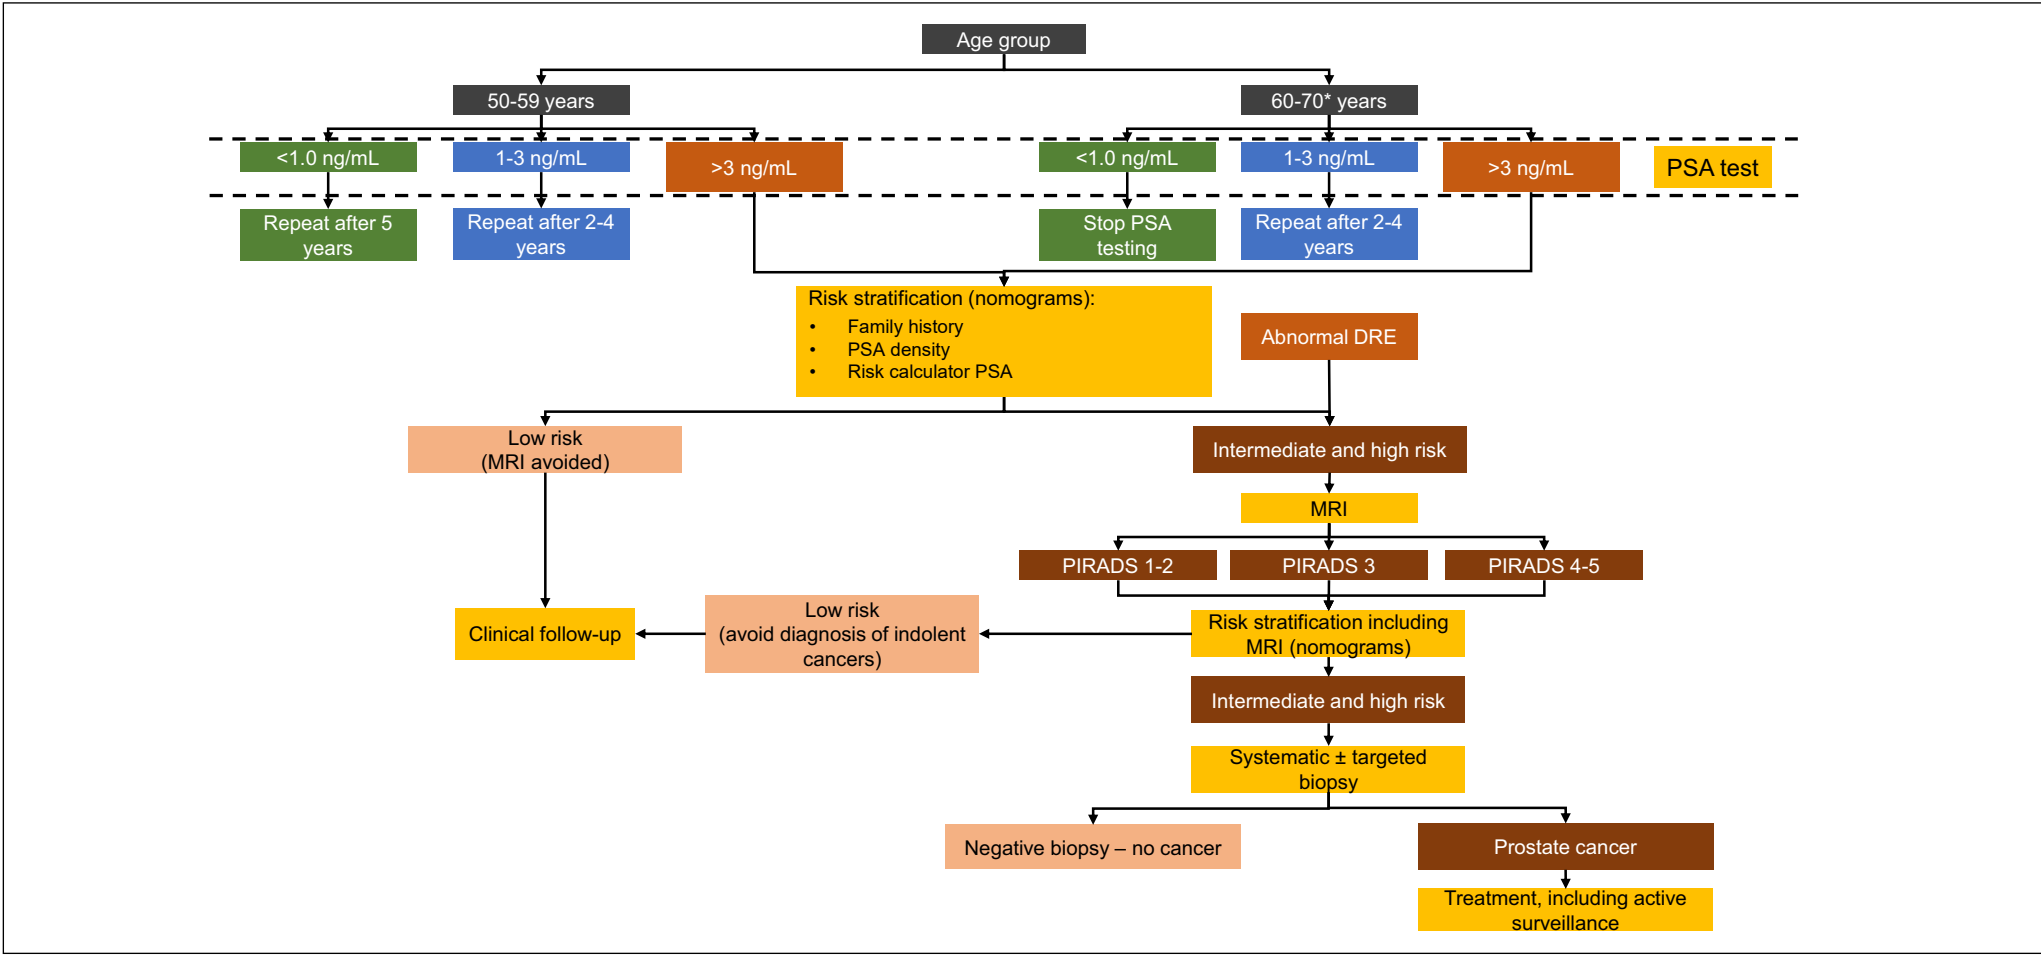 Age group
50-59 years
60-70* years
<1.0 ng/mL
1-3 ng/mL
>3 ng/mL
<1.0 ng/mL
1-3 ng/mL
>3 ng/mL
PSA test
Repeat after 5
years
Repeat after 2-4
years
Stop PSA
testing
Repeat after 2-4
years
Risk stratification (nomograms):
• Family history
• PSA density
• Risk calculator PSA
Abnormal DRE
Low risk
(MRI avoided)
Intermediate and high risk
MRI
PIRADS 1-2
PIRADS 3
PIRADS 4-5
Clinical follow-up
Low risk
(avoid diagnosis of indolent
cancers)
Risk stratification including
MRI (nomograms)
Intermediate and high risk
Systematic ± targeted
biopsy
Negative biopsy – no cancer
Prostate cancer
Treatment, including active
surveillance